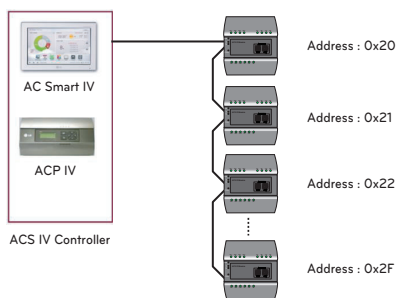 AC Smart IV
ACP IV
ACS IV Controller
Address : 0x20
Address : 0x21
Address : 0x22
Address : 0x2F